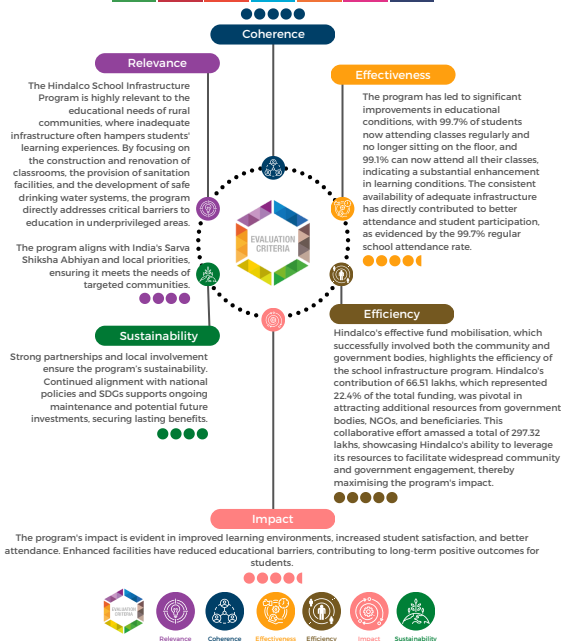 Coherence
Relevance
The Hindalco School Infrastructure
Program is highly relevant to the
educational needs of rural
communities, where inadequate
infrastructure often hampers students'
learning experiences. By focusing on
the construction and renovation of
classrooms, the provision of sanitation
facilities, and the development of safe
drinking water systems, the program
directly addresses critical barriers to
education in underprivileged areas.
The program aligns with India's Sarva
Shiksha Abhiyan and local priorities,
ensuring it meets the needs of
targeted communities.
Effectiveness
The program has led to significant
improvements in educational
conditions, with 99.7% of students
now attending classes regularly and
no longer sitting on the floor, and
99.1% can now attend all their classes,
indicating a substantial enhancement
in learning conditions. The consistent
availability of adequate infrastructure
has directly contributed to better
attendance and student participation,
as evidenced by the 99.7% regular
school attendance rate.
EVALUATION
CRITERIA
Sustainability
Strong partnerships and local involvement
ensure the program's sustainability.
Continued alignment with national
policies and SDGs supports ongoing
maintenance and potential future
investments, securing lasting benefits.
Efficiency
Hindalco's effective fund mobilisation, which
successfully involved both the community and
government bodies, highlights the efficiency of
the school infrastructure program. Hindalco's
contribution of 66.51 lakhs, which represented
22.4% of the total funding, was pivotal in
attracting additional resources from government
bodies, NGOs, and beneficiaries. This
collaborative effort amassed a total of 297.32
lakhs, showcasing Hindalco's ability to leverage
its resources to facilitate widespread community
and government engagement, thereby
maximising the program's impact.
Impact
The program's impact is evident in improved learning environments, increased student satisfaction, and better
attendance. Enhanced facilities have reduced educational barriers, contributing to long-term positive outcomes for
students.
EVALUATION
CRITERIA
Relevance Coherence Effectiveness Efficiency Impact Sustainability